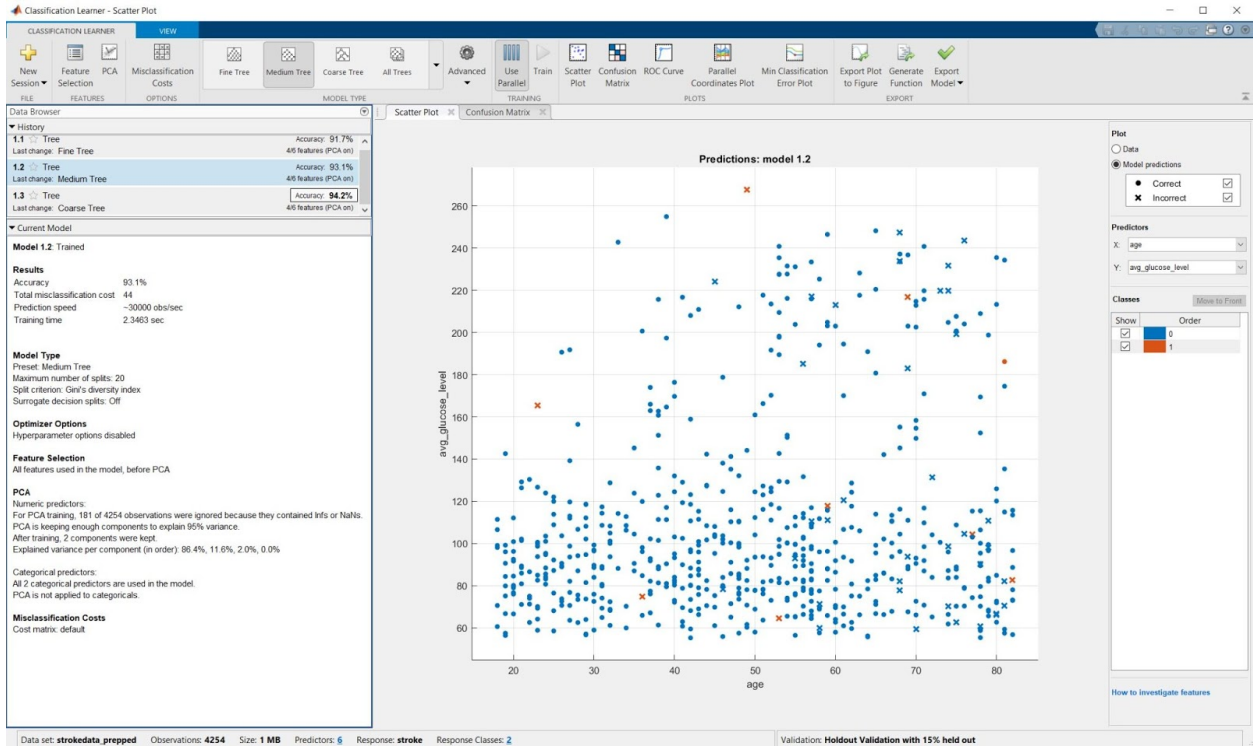 Classification Learner - Scatter Plot
CLASSIFICATION LEARNER VIEW
New Session
Feature Selection
PCA
Misclassification Costs
Fine Tree
Medium Tree
Coarse Tree
All Trees
Advanced
Use Parallel
Train
Scatter Plot
Confusion Matrix
ROC Curve
Parallel Coordinates Plot
Min Classification Error Plot
Export Plot to Figure
Generate Function
Export Model
FILE FEATURES OPTIONS MODEL TYPE TRAINING PLOTS EXPORT
Data Browser
History
1.1 Tree Accuracy: 91.7%
Last change: Fine Tree 4/6 features (PCA on)
1.2 Tree Accuracy: 93.1%
Last change: Medium Tree 4/6 features (PCA on)
1.3 Tree Accuracy: 94.2%
Last change: Coarse Tree 4/6 features (PCA on)
Current Model
Model 1.2: Trained
Results
Accuracy 93.1%
Total misclassification cost 44
Prediction speed ~30000 obs/sec
Training time 2.3463 sec
Model Type
Preset: Medium Tree
Maximum number of splits: 20
Split criterion: Gini's diversity index
Surrogate decision splits: Off
Optimizer Options
Hyperparameter options disabled
Feature Selection
All features used in the model, before PCA
PCA
Numeric predictors:
For PCA training, 181 of 4254 observations were ignored because they contained Infs or NaNs.
PCA is keeping enough components to explain 95% variance.
After training, 2 components were kept.
Explained variance per component (in order): 86.4%, 11.6%, 2.0%, 0.0%
Categorical predictors:
All 2 categorical predictors are used in the model.
PCA is not applied to categoricals.
Misclassification Costs
Cost matrix: default
Scatter Plot Confusion Matrix
Predictions: model 1.2
260
240
220
200
180
160
140
120
100
80
60
avg_glucose_level
20 30 40 50 60 70 80
age
Plot
Data
Model predictions
Correct
Incorrect
Predictors
X: age
Y: avg_glucose_level
Classes Move to Front
Show Order
0
1
How to investigate features
Data set: strokedata_prepped Observations: 4254 Size: 1 MB Predictors: 6 Response: stroke Response Classes: 2 Validation: Holdout Validation with 15% held out